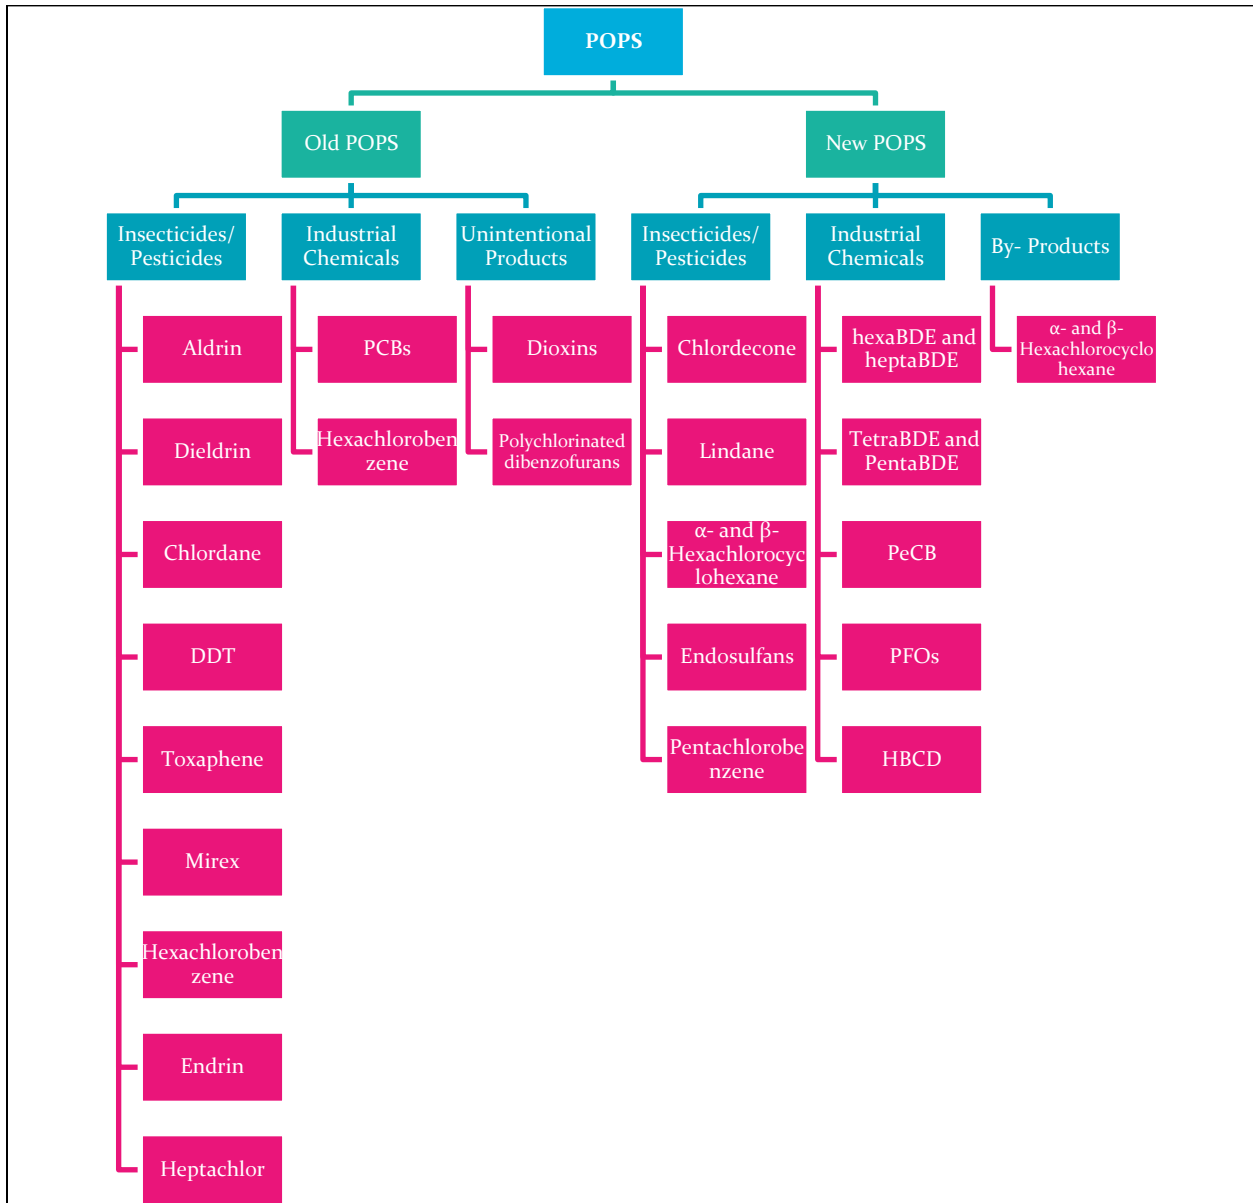 POPS
Old POPS
New POPS
Insecticides/
Pesticides
Industrial
Chemicals
Unintentional
Products
Insecticides/
Pesticides
Industrial
Chemicals
By- Products
Aldrin
Dieldrin
Chlordane
DDT
Toxaphene
Mirex
Hexachloroben
zene
Endrin
Heptachlor
PCBs
Hexachloroben
zene
Dioxins
Polychlorinated
dibenzofurans
Chlordecone
Lindane
α- and β-
Hexachlorocyc
lohexane
Endosulfans
Pentachlorobe
nzene
hexaBDE and
heptaBDE
TetraBDE and
PentaBDE
PeCB
PFOs
HBCD
α- and β-
Hexachlorocyclo
hexane